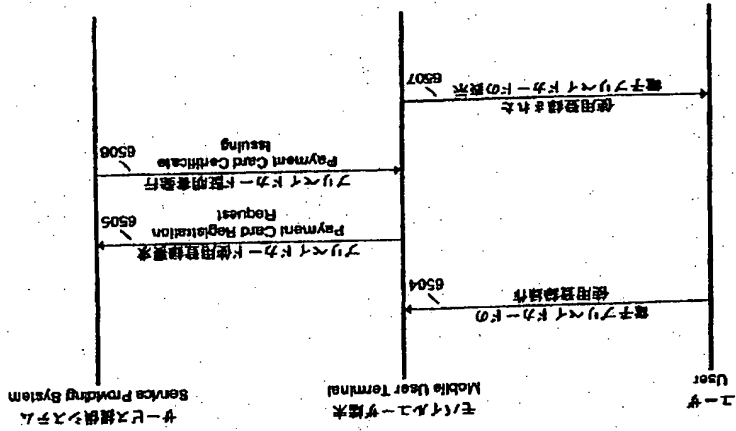 ユーザ
User
モバイルユーザ端末
Mobile User Terminal
サービス提供システム
Service Providing System
電子プリペイドカードの
使用登録操作
6504
プリペイドカード使用登録要求
Payment Card Registration
Request
6505
プリペイドカード証明書発行
Payment Card Certificate
Issuing
6506
使用登録された
電子プリペイドカードの表示
6507